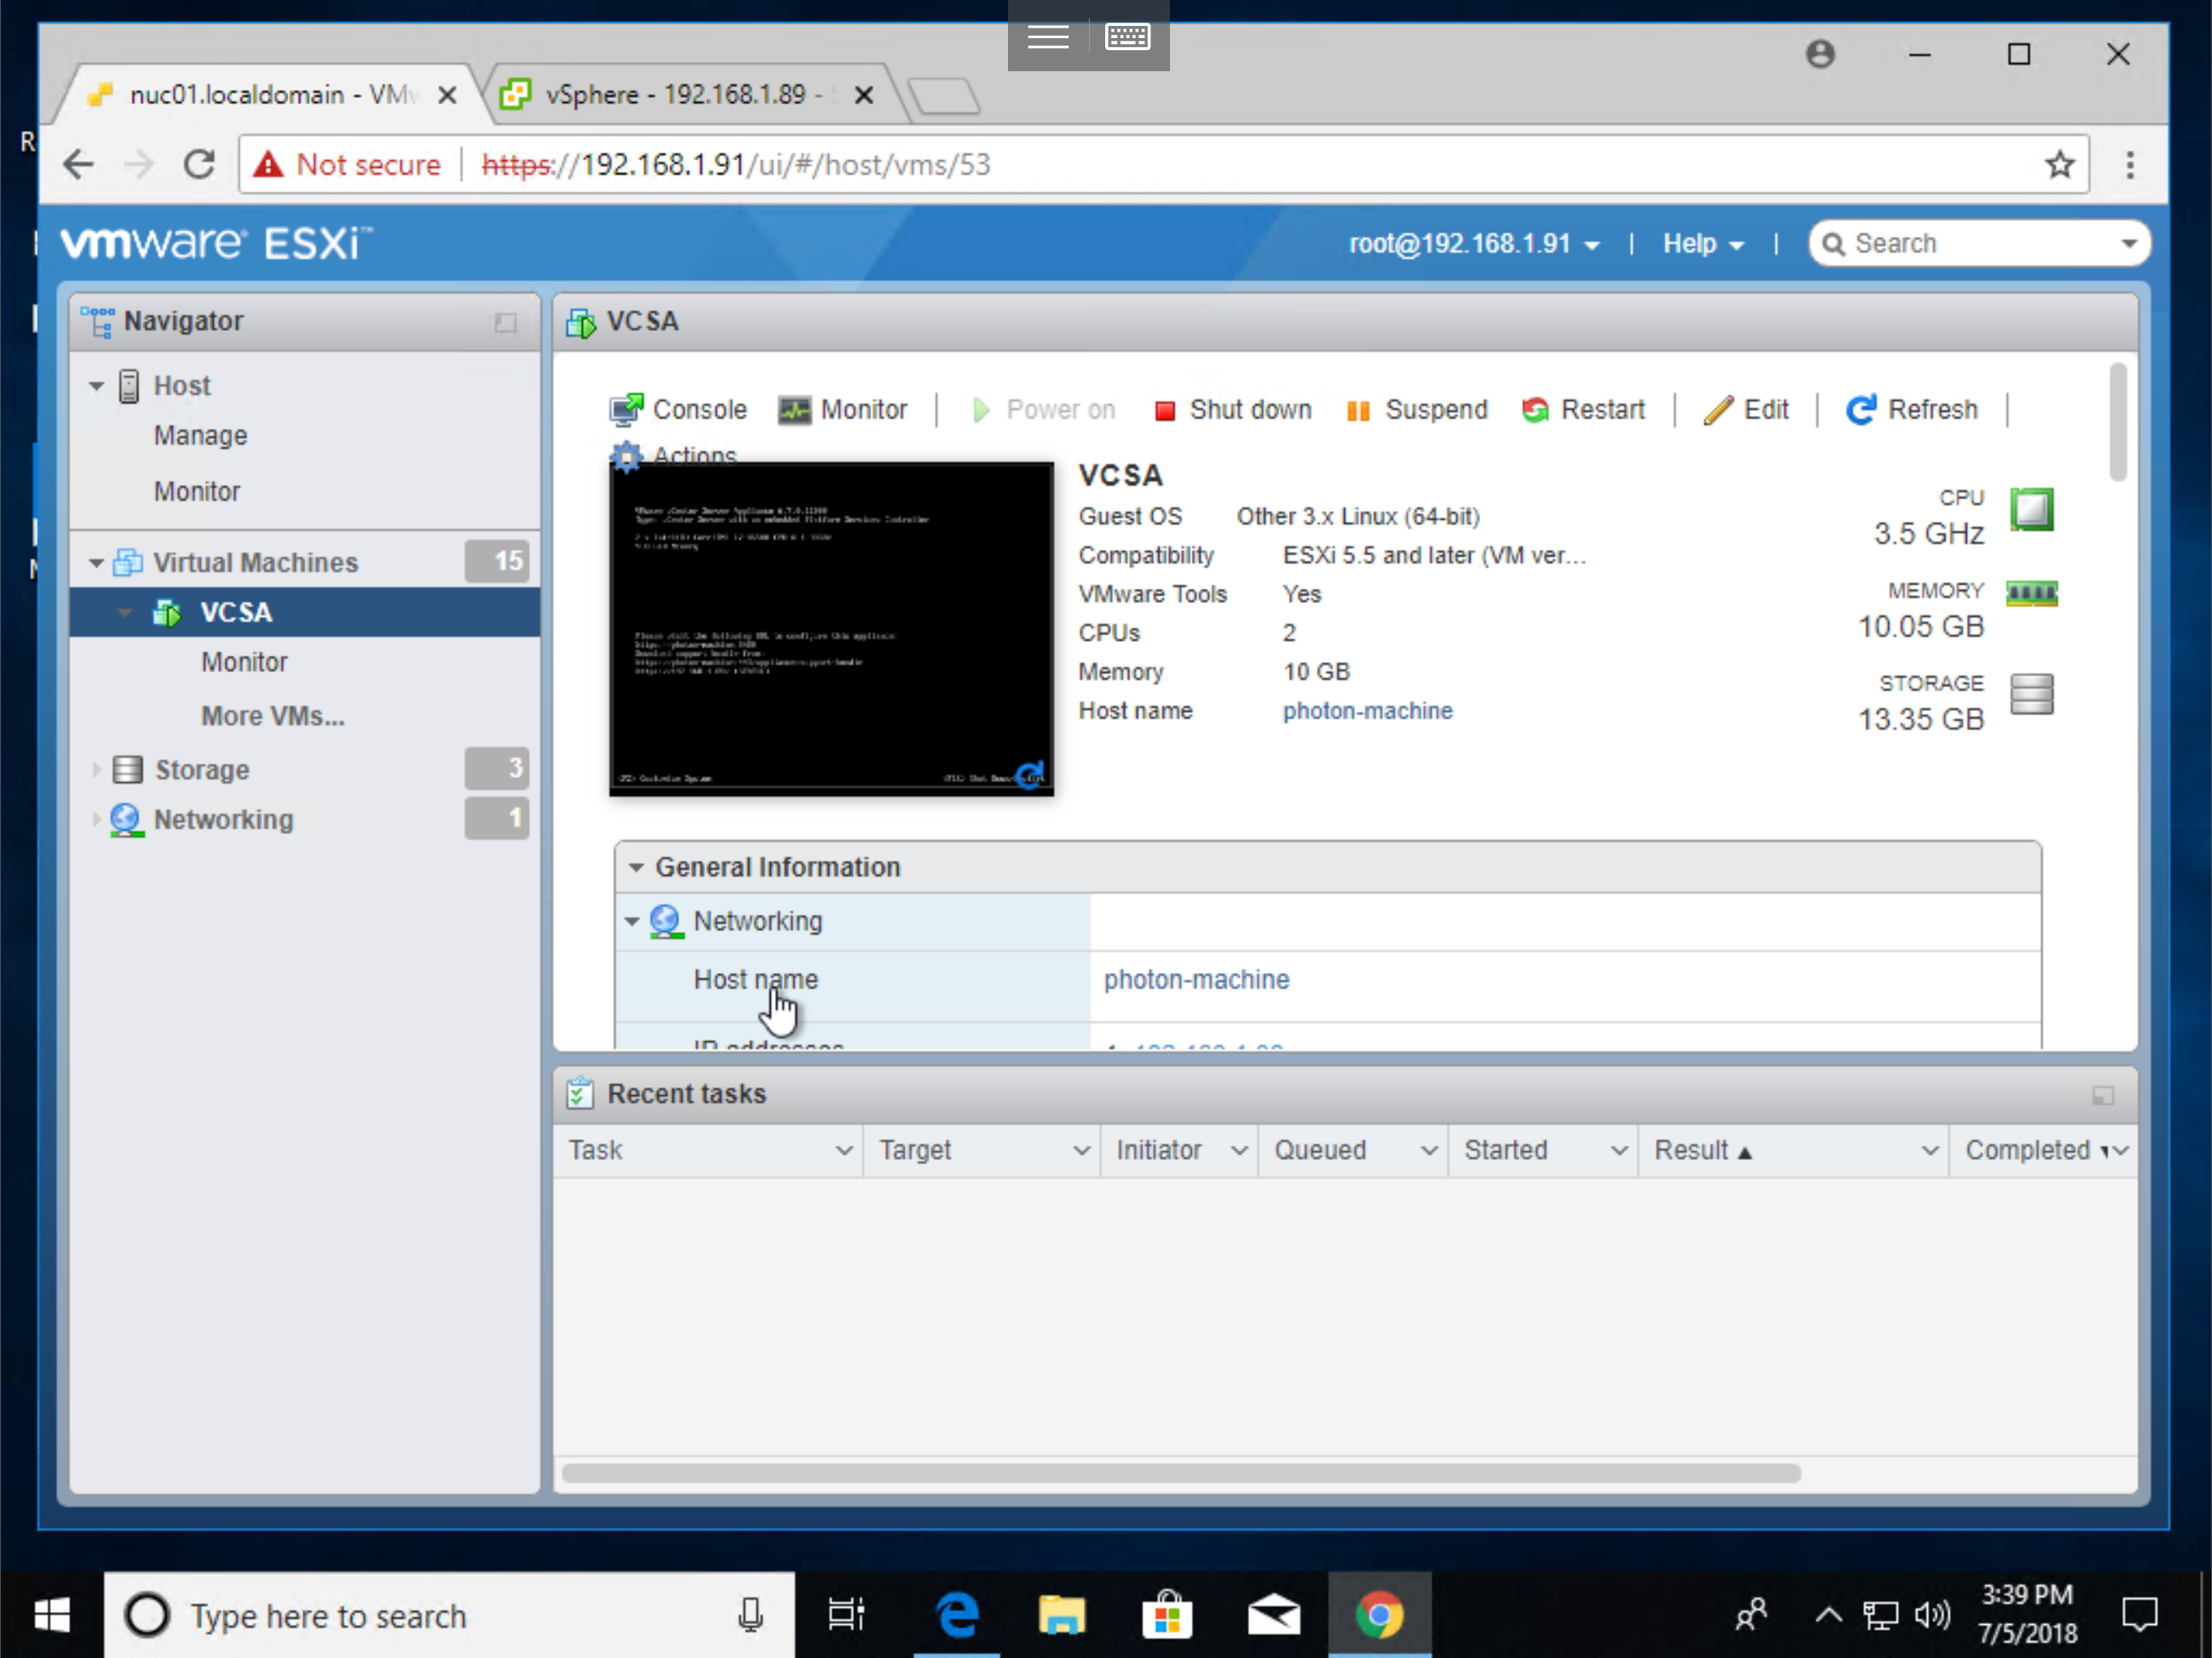 nuc01.localdomain - VMw
vSphere - 192.168.1.89 -
Not secure
https://192.168.1.91/ui/#/host/vms/53
vmware ESXi™
root@192.168.1.91
Help
Search
Navigator
Host
Manage
Monitor
Virtual Machines 15
VCSA
Monitor
More VMs...
Storage 3
Networking 1
VCSA
Console Monitor Power on Shut down Suspend Restart Edit Refresh
Actions
VCSA
Guest OS Other 3.x Linux (64-bit)
Compatibility ESXi 5.5 and later (VM ver...
VMware Tools Yes
CPUs 2
Memory 10 GB
Host name photon-machine
CPU
3.5 GHz
MEMORY
10.05 GB
STORAGE
13.35 GB
General Information
Networking
Host name photon-machine
IP addresses
Recent tasks
Task Target Initiator Queued Started Result Completed
Type here to search
3:39 PM
7/5/2018